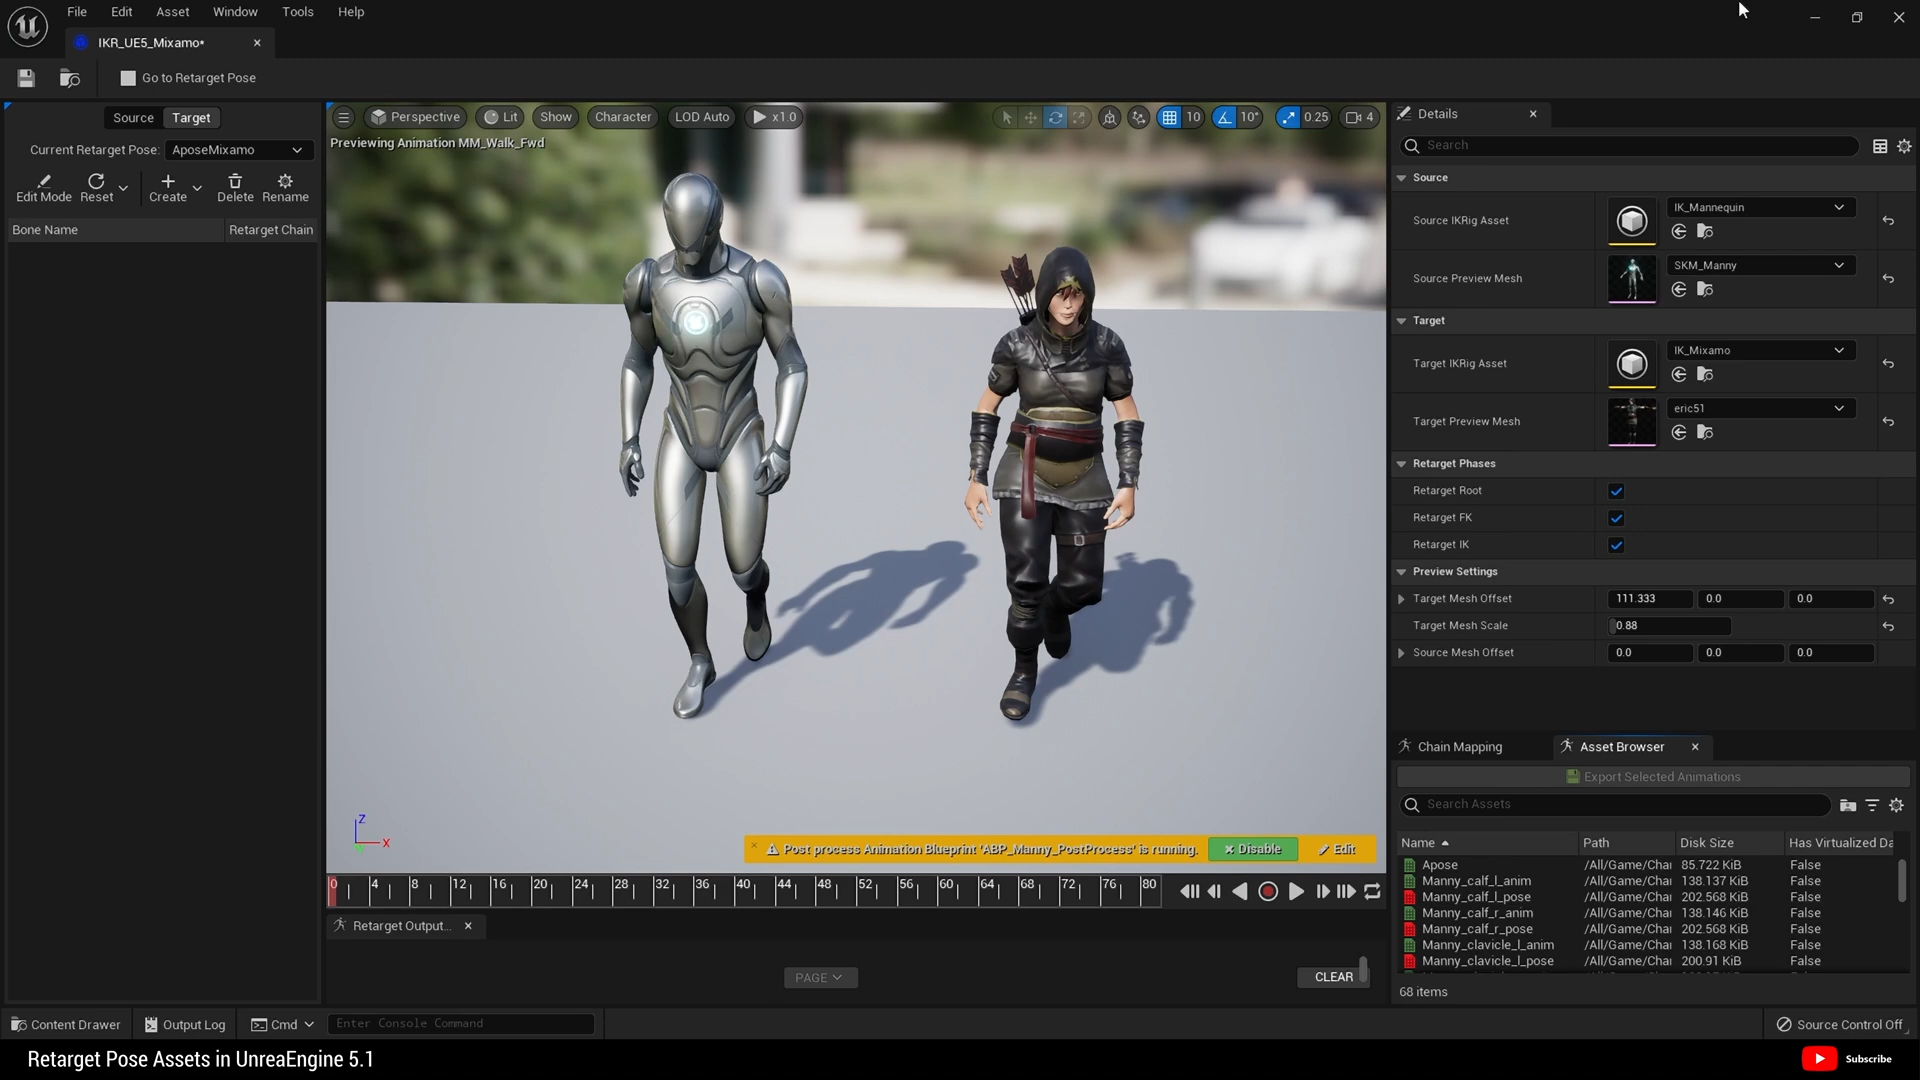 File Edit Asset Window Tools Help
IKR_UE5_Mixamo*
Go to Retarget Pose
Source Target
Current Retarget Pose: AposeMixamo
Edit Mode Reset Create Delete Rename
Bone Name Retarget Chain
Perspective Lit Show Character LOD Auto x1.0 10 10° 0.25 4
Previewing Animation MM_Walk_Fwd
Z
X
Post process Animation Blueprint 'ABP_Manny_PostProcess' is running. Disable Edit
0 4 8 12 16 20 24 28 32 36 40 44 48 52 56 60 64 68 72 76 80
Retarget Output...
PAGE CLEAR
Details
Search
Source
Source IKRig Asset IK_Mannequin
Source Preview Mesh SKM_Manny
Target
Target IKRig Asset IK_Mixamo
Target Preview Mesh eric51
Retarget Phases
Retarget Root
Retarget FK
Retarget IK
Preview Settings
Target Mesh Offset 111.333 0.0 0.0
Target Mesh Scale 0.88
Source Mesh Offset 0.0 0.0 0.0
Chain Mapping Asset Browser
Export Selected Animations
Search Assets
Name Path Disk Size Has Virtualized Da
Apose /All/Game/Char 85.722 KiB False
Manny_calf_l_anim /All/Game/Char 138.137 KiB False
Manny_calf_l_pose /All/Game/Char 202.568 KiB False
Manny_calf_r_anim /All/Game/Char 138.146 KiB False
Manny_calf_r_pose /All/Game/Char 202.568 KiB False
Manny_clavicle_l_anim /All/Game/Char 138.168 KiB False
Manny_clavicle_l_pose /All/Game/Char 200.91 KiB False
68 items
Content Drawer Output Log Cmd Enter Console Command Source Control Off
Retarget Pose Assets in UnreaEngine 5.1
Subscribe